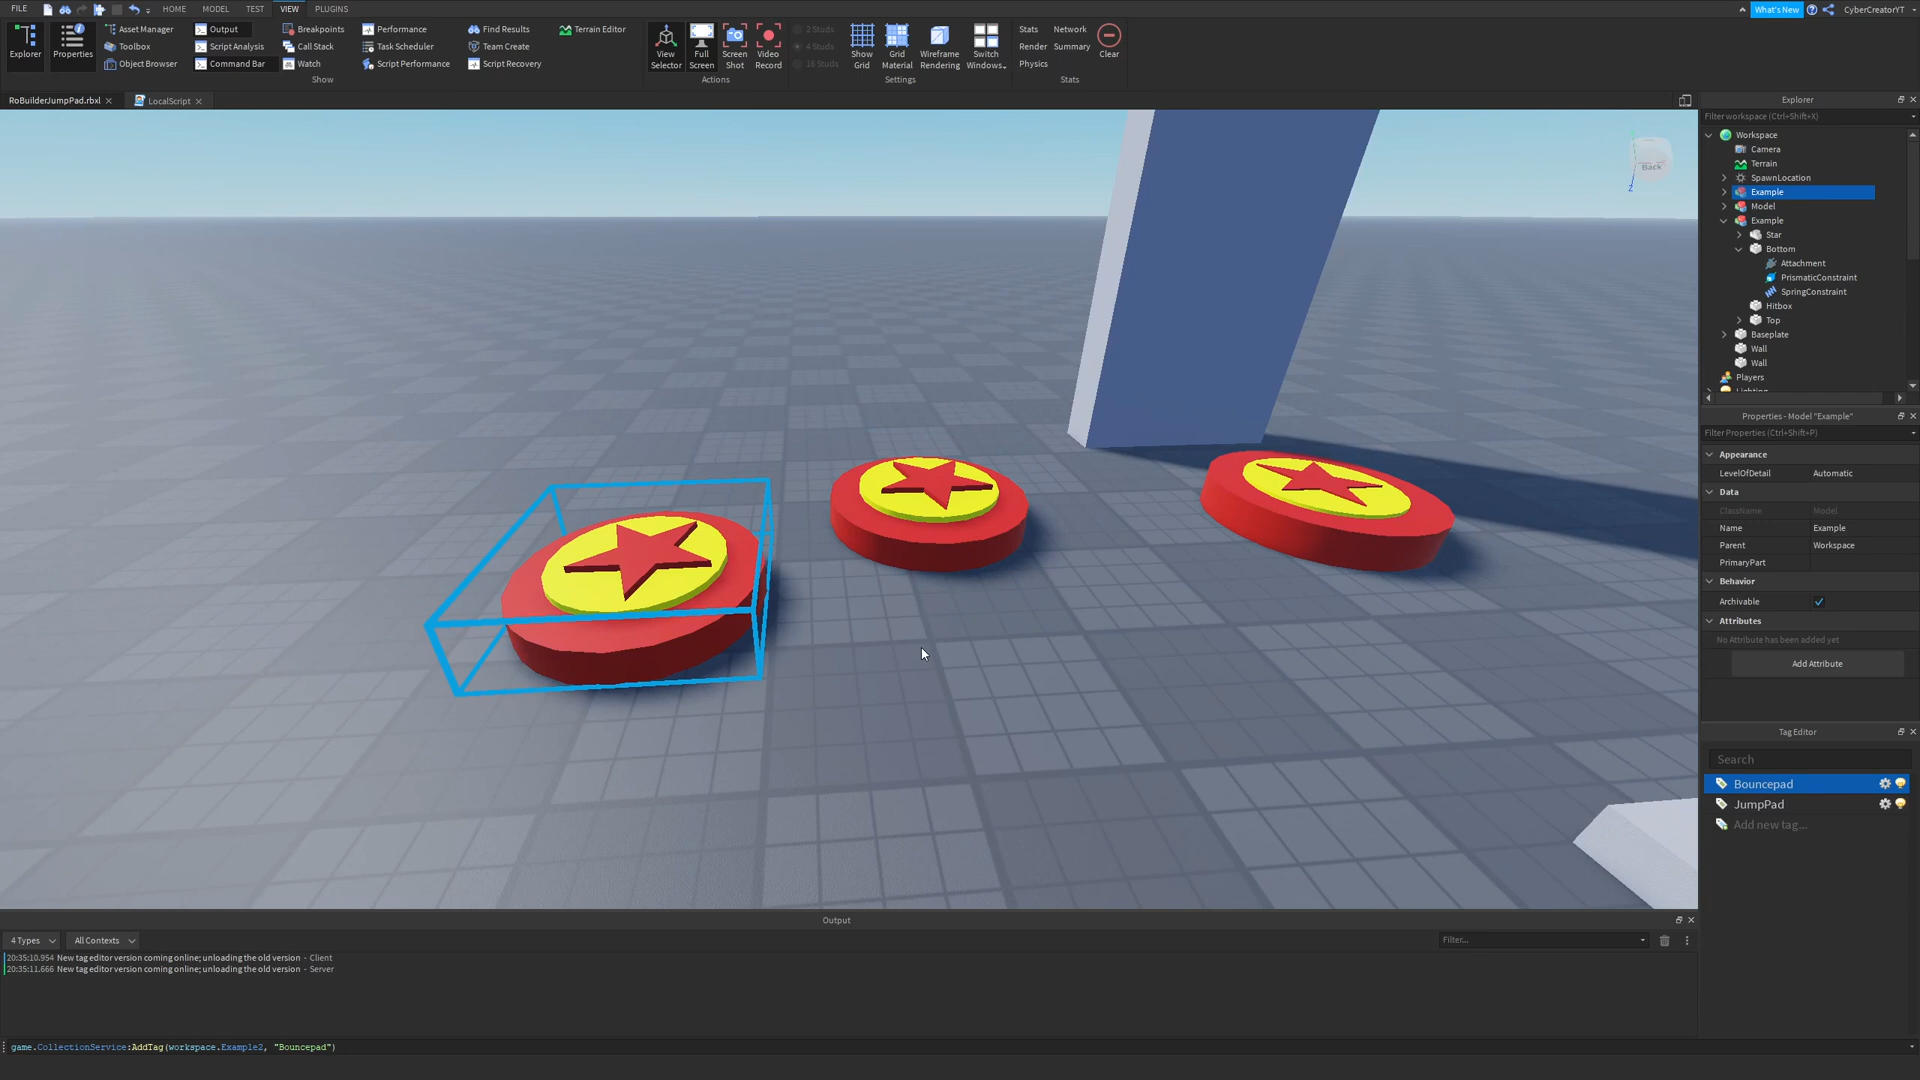 FILE HOME MODEL TEST VIEW PLUGINS What's New CyberCreatorYT
Explorer
Properties
Asset Manager
Toolbox
Object Browser
Output
Script Analysis
Command Bar
Breakpoints
Call Stack
Watch
Performance
Task Scheduler
Script Performance
Find Results
Team Create
Script Recovery
Terrain Editor
Show
View Selector
Full Screen
Screen Shot
Video Record
Actions
2 Studs
4 Studs
16 Studs
Show Grid
Grid Material
Wireframe Rendering
Switch Windows
Settings
Stats Network
Render Summary
Physics
Clear
Stats
RoBuilderJumpPad.rbxl
LocalScript
Back
Z
Explorer
Filter workspace (Ctrl+Shift+X)
Workspace
Camera
Terrain
SpawnLocation
Example
Model
Example
Star
Bottom
Attachment
PrismaticConstraint
SpringConstraint
Hitbox
Top
Baseplate
Wall
Wall
Players
Lighting
Properties - Model "Example"
Filter Properties (Ctrl+Shift+P)
Appearance
LevelOfDetail Automatic
Data
ClassName Model
Name Example
Parent Workspace
PrimaryPart
Behavior
Archivable
Attributes
No Attribute has been added yet
Add Attribute
Tag Editor
Search
Bouncepad
JumpPad
Add new tag...
Output
4 Types All Contexts Filter...
20:35:10.954 New tag editor version coming online; unloading the old version - Client
20:35:11.666 New tag editor version coming online; unloading the old version - Server
game.CollectionService:AddTag(workspace.Example2, "Bouncepad")